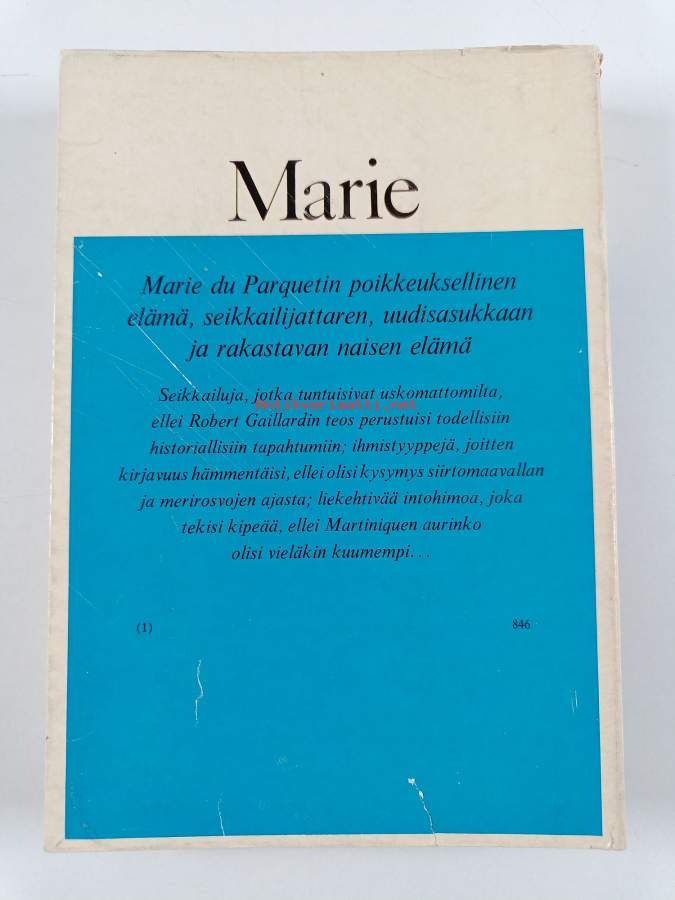 Marie
Marie du Parquetin poikkeuksellinen
elämä, seikkailijattaren, uudisasukkaan
ja rakastavan naisen elämä
Seikkailuja, jotka tuntuisivat uskomattomilta,
Antikvariaatti.net
ellei Robert Gaillardin teos perustuisi todellisiin
historiallisiin tapahtumiin; ihmistyyppejä, joitten
kirjavuus hämmentäisi, ellei olisi kysymys siirtomaavallan
ja merirosvojen ajasta; liekehtivää intohimoa, joka
tekisi kipeää, ellei Martiniquen aurinko
olisi vieläkin kuumempi...
(1) 846